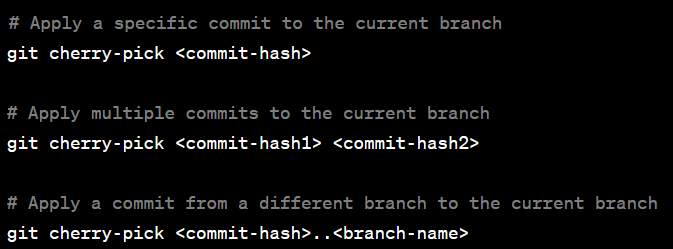 # Apply a specific commit to the current branch
git cherry-pick <commit-hash>
# Apply multiple commits to the current branch
git cherry-pick <commit-hash1> <commit-hash2>
# Apply a commit from a different branch to the current branch
git cherry-pick <commit-hash>..<branch-name>